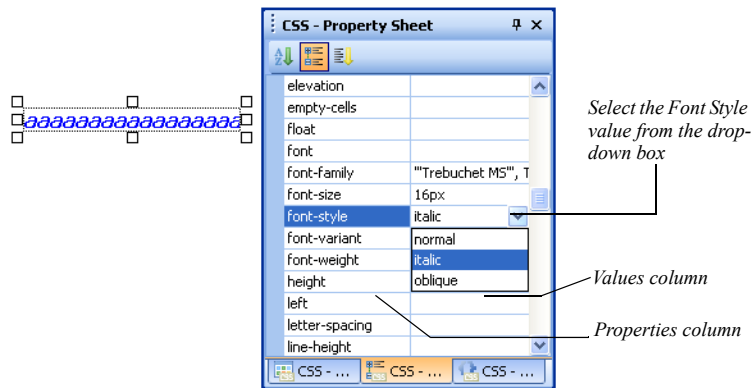 CSS - Property Sheet
aaaaaaaaaaaaaaaaa
elevation
empty-cells
float
font
font-family "'Trebuchet MS'", T
font-size 16px
font-style italic
font-variant
normal
font-weight
italic
height
oblique
left
letter-spacing
line-height
CSS - ... CSS - ... CSS - ...
Select the Font Style
value from the drop-
down box
Values column
Properties column